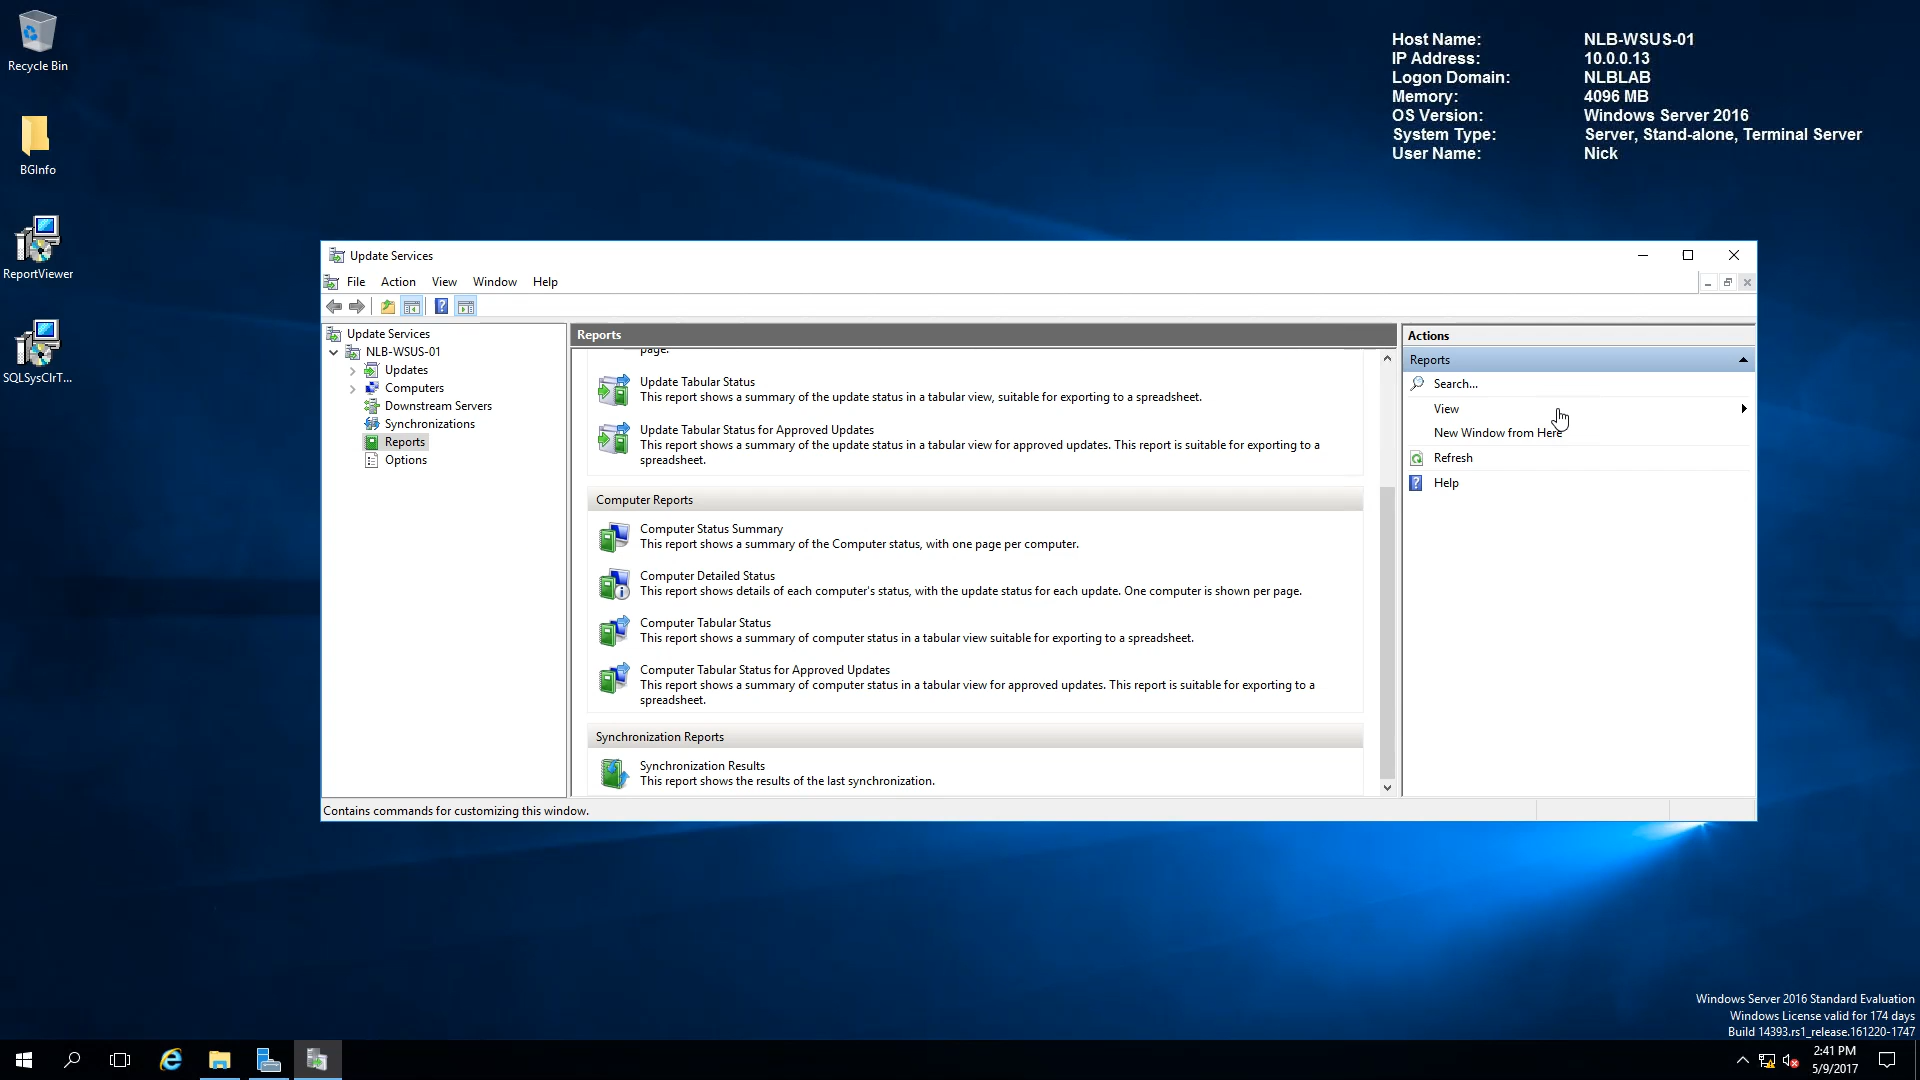 Recycle Bin
BGInfo
ReportViewer
SQLSysClrT...
Host Name: NLB-WSUS-01
IP Address: 10.0.0.13
Logon Domain: NLBLAB
Memory: 4096 MB
OS Version: Windows Server 2016
System Type: Server, Stand-alone, Terminal Server
User Name: Nick
Update Services
File Action View Window Help
Update Services
NLB-WSUS-01
Updates
Computers
Downstream Servers
Synchronizations
Reports
Options
Reports
page.
Update Tabular Status
This report shows a summary of the update status in a tabular view, suitable for exporting to a spreadsheet.
Update Tabular Status for Approved Updates
This report shows a summary of the update status in a tabular view for approved updates. This report is suitable for exporting to a
spreadsheet.
Computer Reports
Computer Status Summary
This report shows a summary of the Computer status, with one page per computer.
Computer Detailed Status
This report shows details of each computer's status, with the update status for each update. One computer is shown per page.
Computer Tabular Status
This report shows a summary of computer status in a tabular view suitable for exporting to a spreadsheet.
Computer Tabular Status for Approved Updates
This report shows a summary of computer status in a tabular view for approved updates. This report is suitable for exporting to a
spreadsheet.
Synchronization Reports
Synchronization Results
This report shows the results of the last synchronization.
Actions
Reports
Search...
View
New Window from Here
Refresh
Help
Contains commands for customizing this window.
Windows Server 2016 Standard Evaluation
Windows License valid for 174 days
Build 14393.rs1_release.161220-1747
2:41 PM
5/9/2017